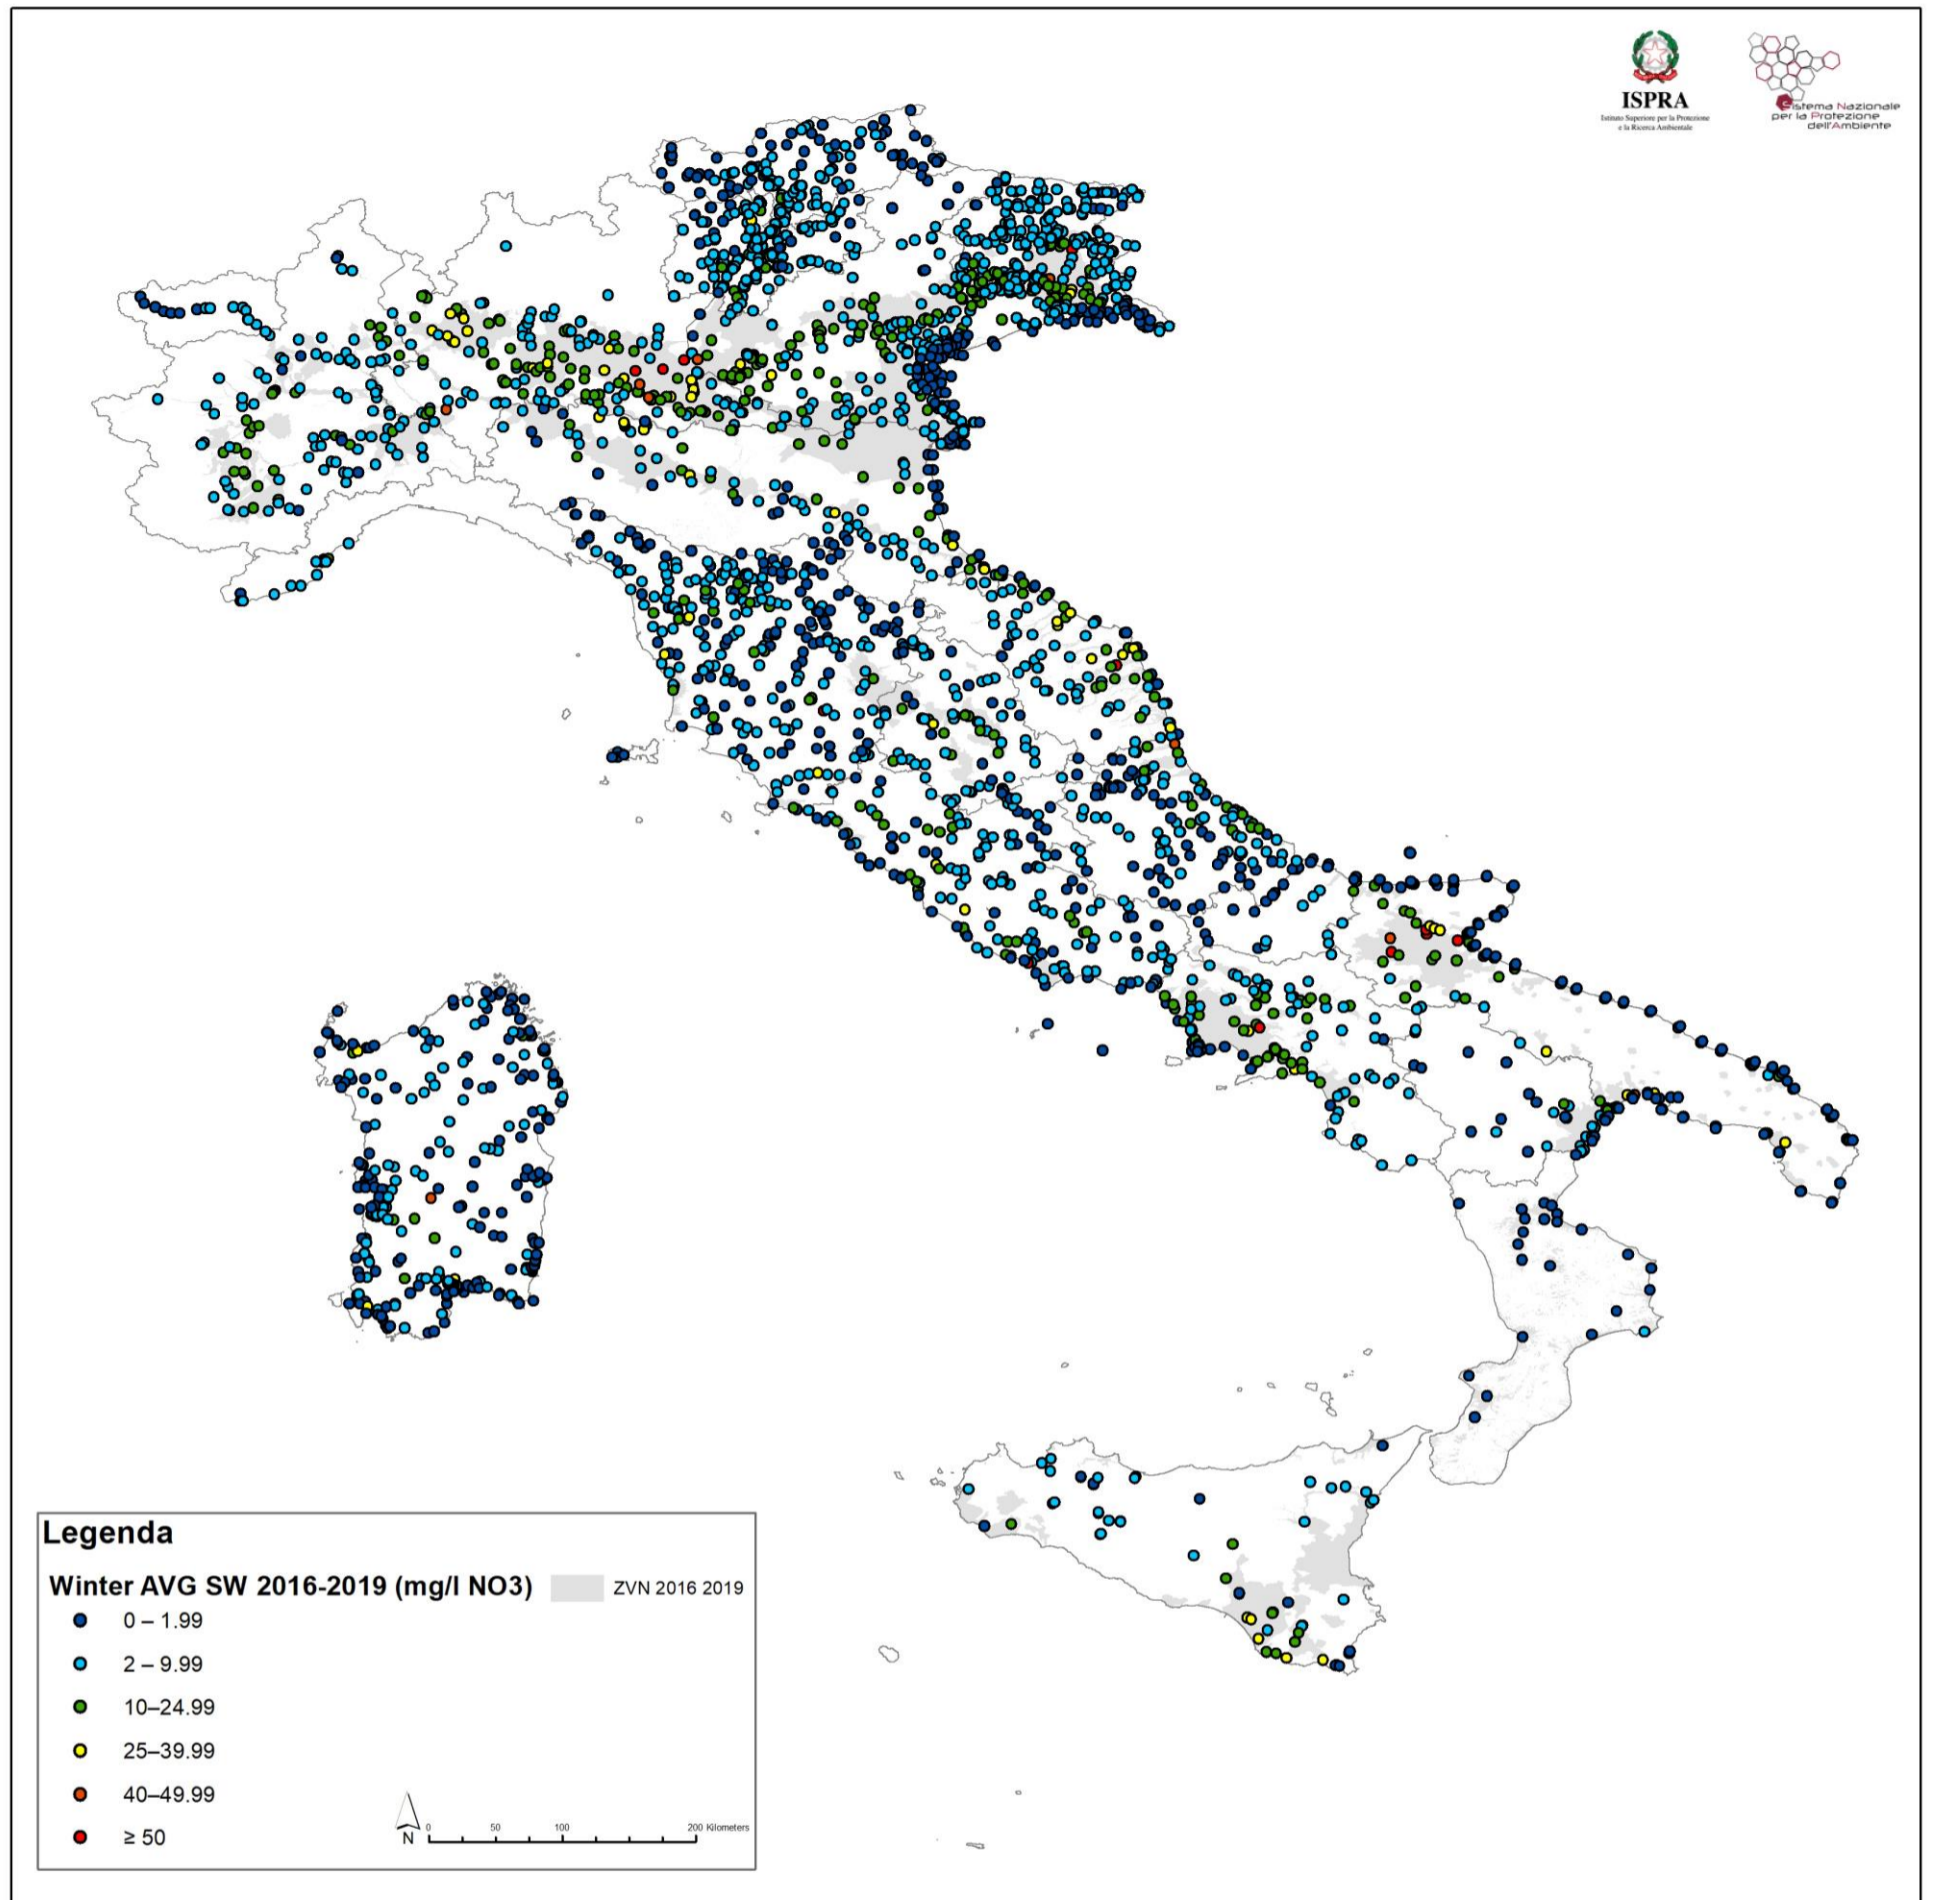 ISPRA
Istituto Superiore per la Protezione
e la Ricerca Ambientale
Sistema Nazionale
per la Protezione
dell'Ambiente
Legenda
Winter AVG SW 2016-2019 (mg/l NO3)
ZVN 2016 2019
0 – 1.99
2 – 9.99
10–24.99
25–39.99
40–49.99
≥ 50
N
0 50 100 200 Kilometers